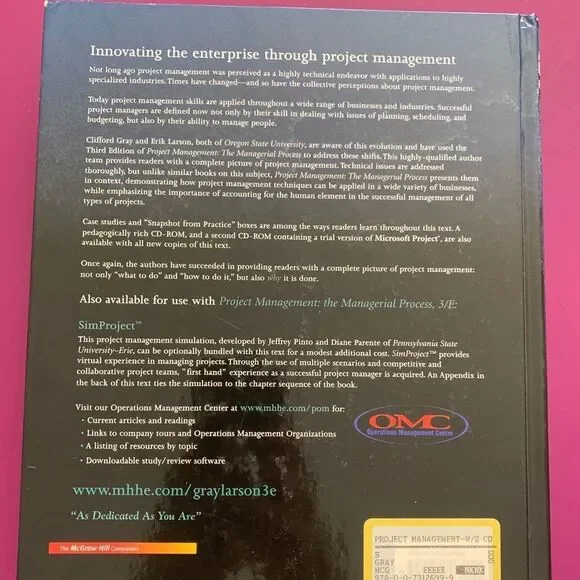 Innovating the enterprise through project management
Not long ago project management was perceived as a highly technical endeavor with applications to highly
specialized industries. Times have changed—and so have the collective perceptions about project management.
Today project management skills are applied throughout a wide range of businesses and industries. Successful
project managers are defined now not only by their skill in dealing with issues of planning, scheduling, and
budgeting, but also by their ability to manage people.
Clifford Gray and Erik Larson, both of Oregon State University, are aware of this evolution and have used the
Third Edition of Project Management: The Managerial Process to address these shifts. This highly-qualified author
team provides readers with a complete picture of project management. Technical issues are addressed
thoroughly, but unlike similar books on this subject, Project Management: The Managerial Process presents them
in context, demonstrating how project management techniques can be applied in a wide variety of businesses,
while emphasizing the importance of accounting for the human element in the successful management of all
types of projects.
Case studies and "Snapshot from Practice" boxes are among the ways readers learn throughout this text. A
pedagogically rich CD-ROM, and a second CD-ROM containing a trial version of Microsoft Project®, are also
available with all new copies of this text.
Once again, the authors have succeeded in providing readers with a complete picture of project management:
not only "what to do" and "how to do it," but also why it is done.
Also available for use with Project Management: the Managerial Process, 3/E:
SimProject™
This project management simulation, developed by Jeffrey Pinto and Diane Parente of Pennsylvania State
University–Erie, can be optionally bundled with this text for a modest additional cost. SimProject™ provides
virtual experience in managing projects. Through the use of multiple scenarios and competitive and
collaborative project teams, "first hand" experience as a successful project manager is acquired. An Appendix in
the back of this text ties the simulation to the chapter sequence of the book.
Visit our Operations Management Center at www.mhhe.com/pom for:
• Current articles and readings
• Links to company tours and Operations Management Organizations
• A listing of resources by topic
• Downloadable study/review software
OMC
Operations Management Center
www.mhhe.com/graylarson3e
"As Dedicated As You Are"
The McGraw-Hill Companies
PROJECT MANAGEMENT-W/2 CD
5
GRAY
MCG EEEEE NKNK
978-0-0-7312699-9